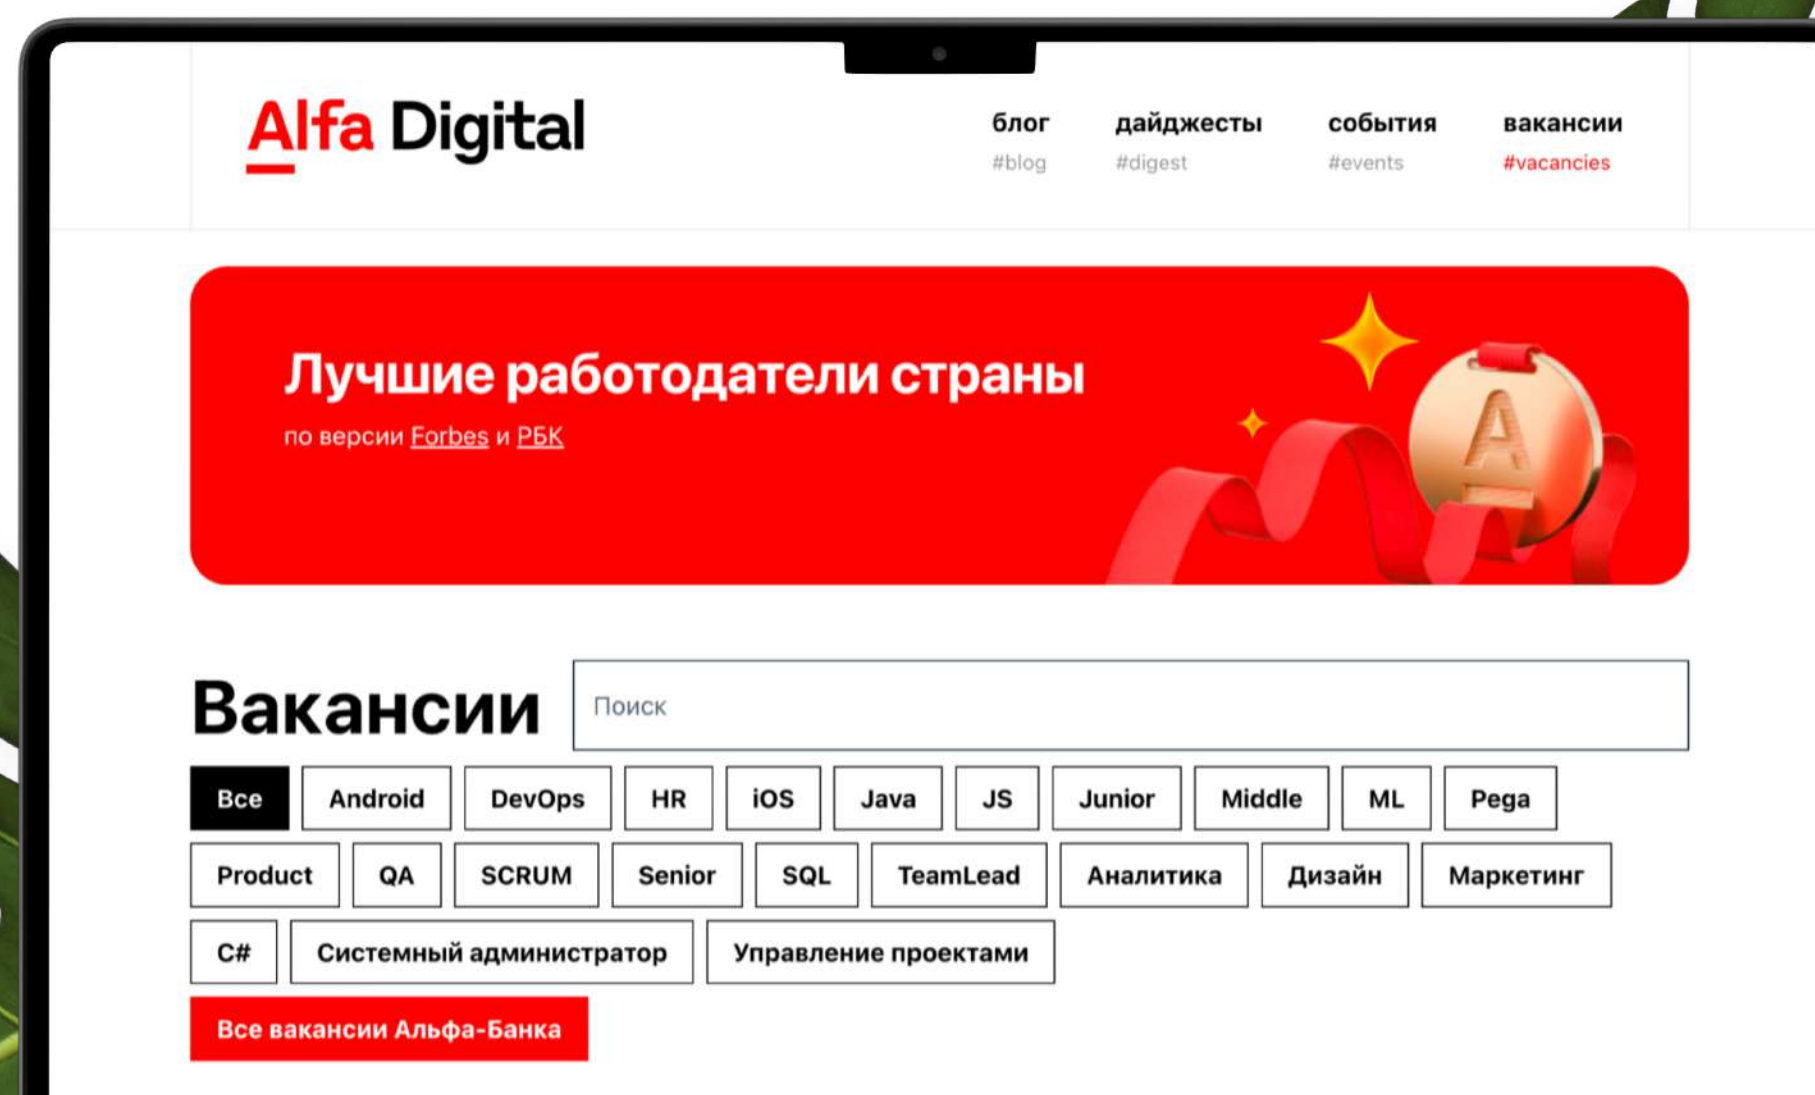 Alfa Digital
блог дайджесты события вакансии
#blog #digest #events #vacancies
Лучшие работодатели страны
по версии Forbes и РБК
A
Вакансии Поиск
Все Android DevOps HR iOS Java JS Junior Middle ML Pega
Product QA SCRUM Senior SQL TeamLead Аналитика Дизайн Маркетинг
C# Системный администратор Управление проектами
Все вакансии Альфа-Банка